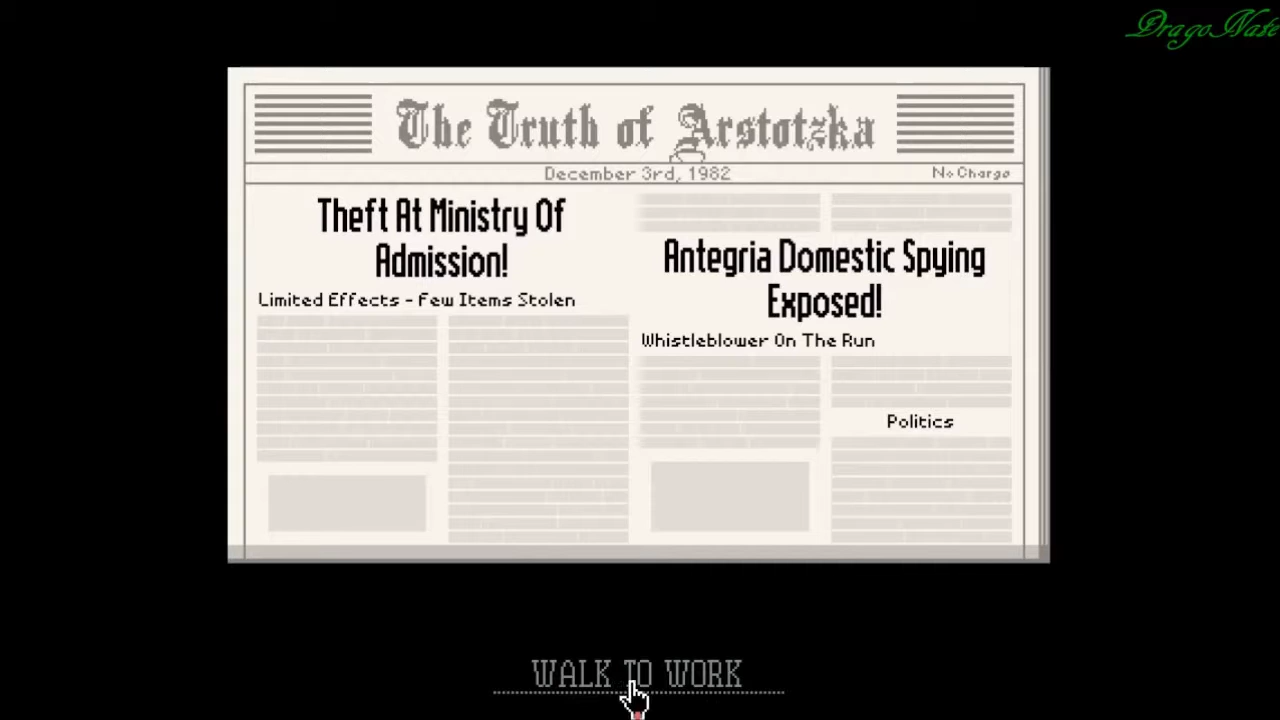 DragoNate
The Truth of Arstotzka
December 3rd, 1982
No Charge
Theft At Ministry Of
Admission!
Limited Effects - Few Items Stolen
Antegria Domestic Spying
Exposed!
Whistleblower On The Run
Politics
WALK TO WORK